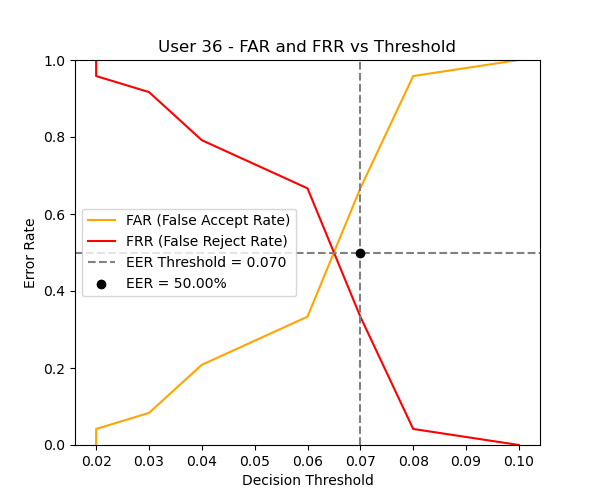 User 36 - FAR and FRR vs Threshold
1.0
0.8
0.6
0.4
0.2
0.0
Error Rate
FAR (False Accept Rate)
FRR (False Reject Rate)
EER Threshold = 0.070
EER = 50.00%
0.02 0.03 0.04 0.05 0.06 0.07 0.08 0.09 0.10
Decision Threshold